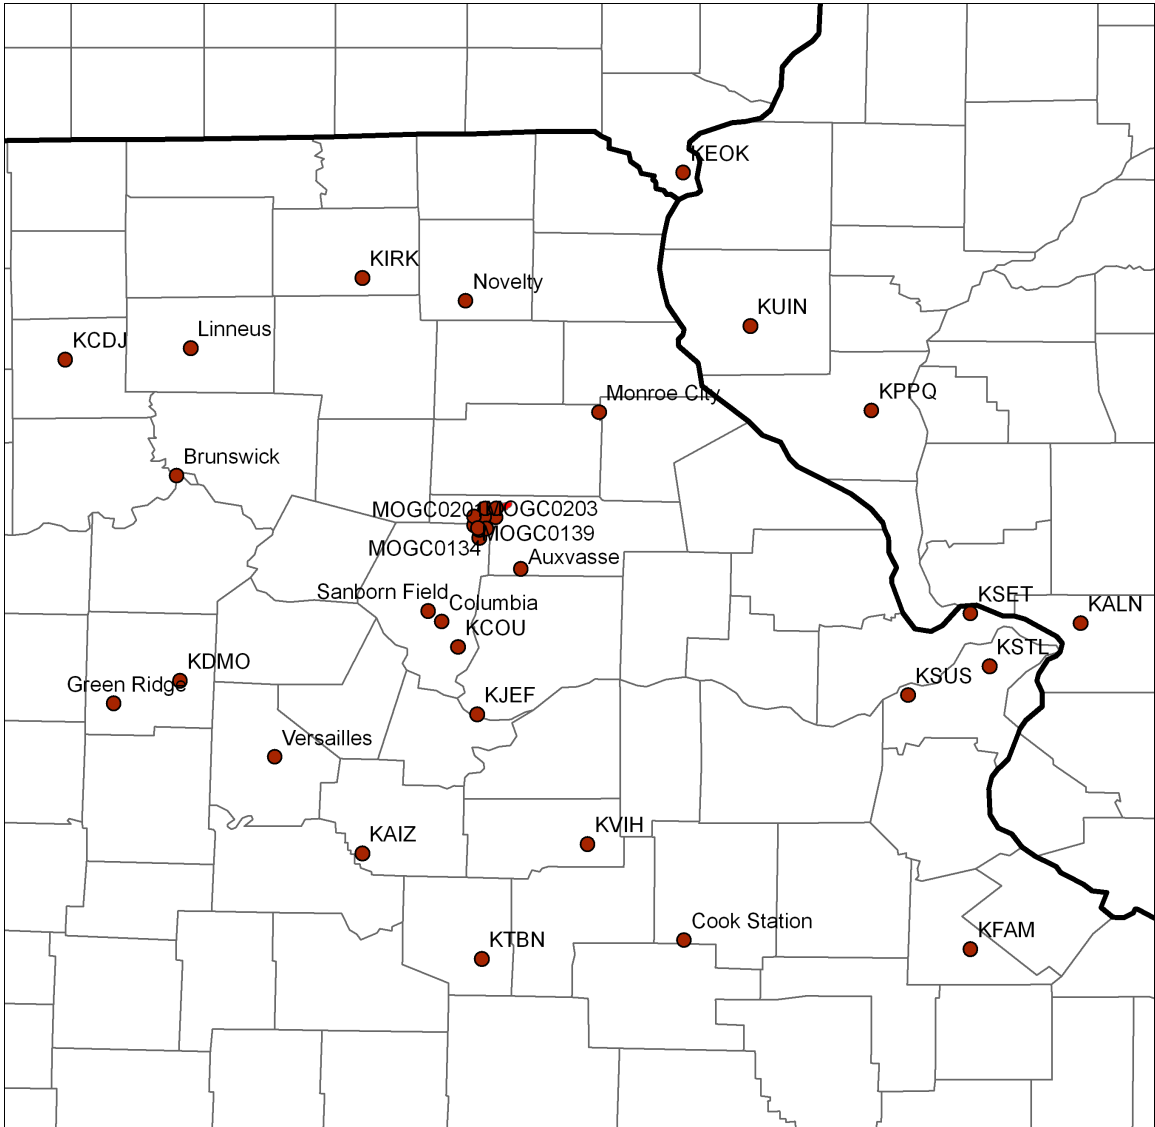 KEOK
KIRK
Novelty
KUIN
KCDJ
Linneus
Monroe City
KPPQ
Brunswick
MOGC0201
MOGC0203
MOGC0139
MOGC0134
Auxvasse
Sanborn Field
Columbia
KCOU
KSET
KALN
KSTL
KSUS
KDMO
Green Ridge
KJEF
Versailles
KAIZ
KVIH
Cook Station
KTBN
KFAM